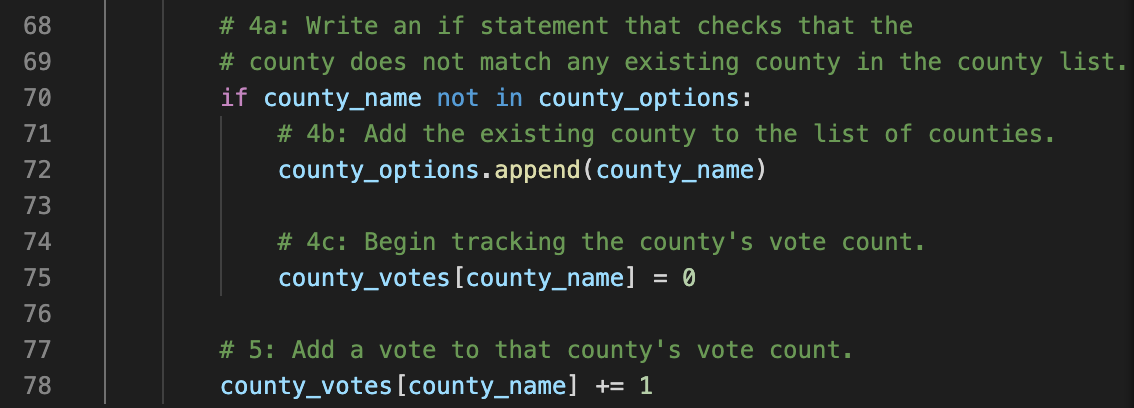 68 # 4a: Write an if statement that checks that the
69 # county does not match any existing county in the county list.
70 if county_name not in county_options:
71 # 4b: Add the existing county to the list of counties.
72 county_options.append(county_name)
73
74 # 4c: Begin tracking the county's vote count.
75 county_votes[county_name] = 0
76
77 # 5: Add a vote to that county's vote count.
78 county_votes[county_name] += 1